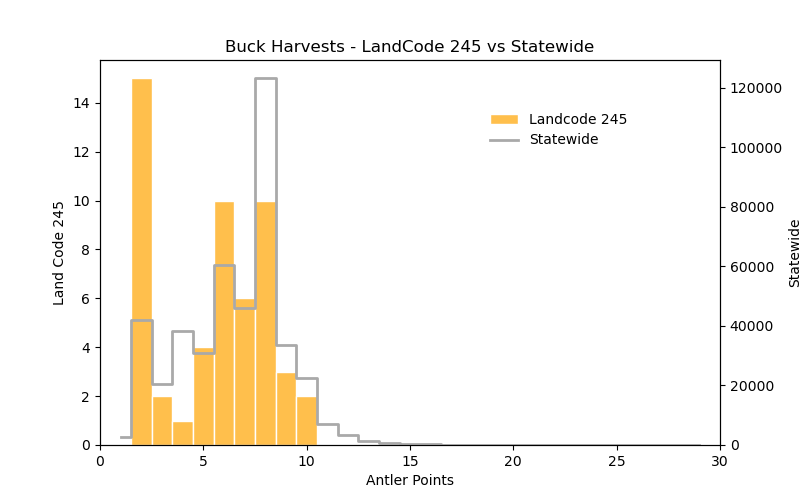 Buck Harvests - LandCode 245 vs Statewide
Land Code 245
14
12
10
8
6
4
2
0
Landcode 245
Statewide
120000
100000
80000
60000
40000
20000
0
Statewide
0 5 10 15 20 25 30
Antler Points